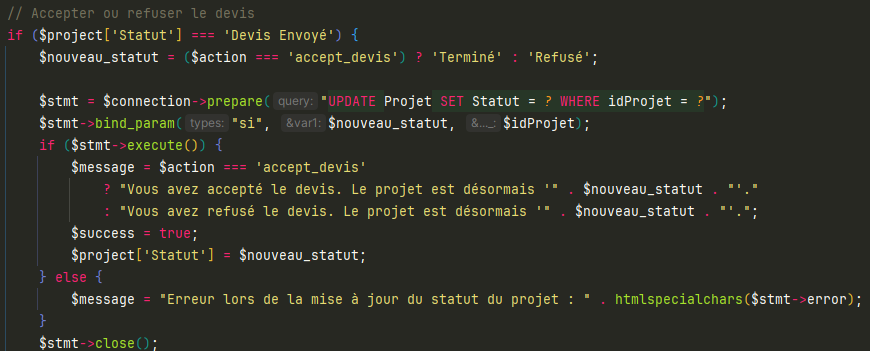 // Accepter ou refuser le devis
if ($project['Statut'] === 'Devis Envoyé') {
    $nouveau_statut = ($action === 'accept_devis') ? 'Terminé' : 'Refusé';

    $stmt = $connection->prepare( query: "UPDATE Projet SET Statut = ? WHERE idProjet = ?");
    $stmt->bind_param( types: "si", &var1: $nouveau_statut, &..._: $idProjet);
    if ($stmt->execute()) {
        $message = $action === 'accept_devis'
            ? "Vous avez accepté le devis. Le projet est désormais '" . $nouveau_statut . "'."
            : "Vous avez refusé le devis. Le projet est désormais '" . $nouveau_statut . "'.";
        $success = true;
        $project['Statut'] = $nouveau_statut;
    } else {
        $message = "Erreur lors de la mise à jour du statut du projet : " . htmlspecialchars($stmt->error);
    }
    $stmt->close();